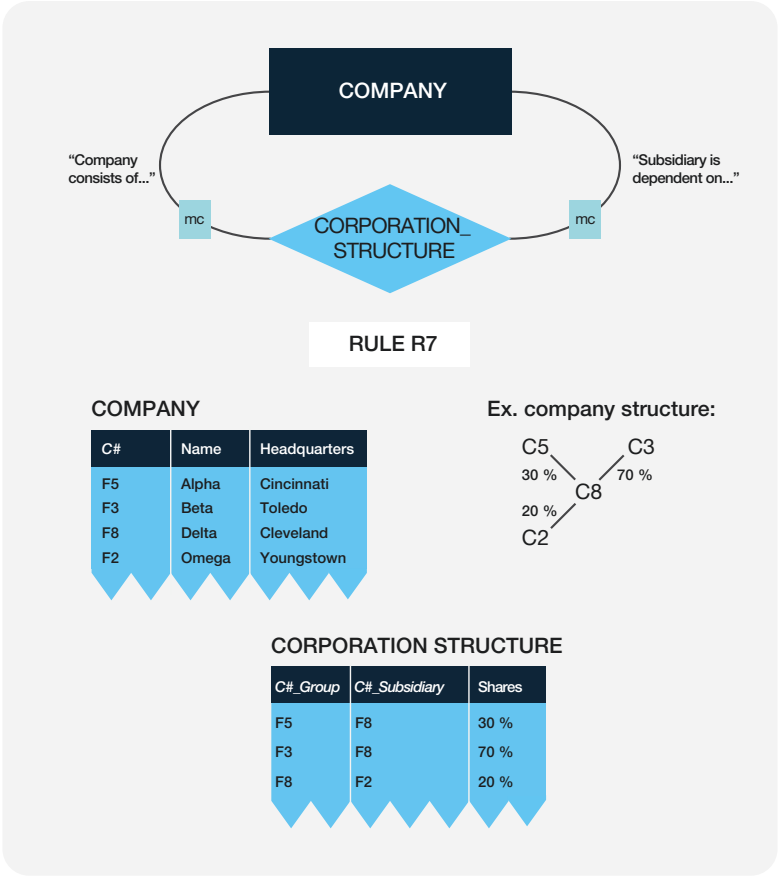 COMPANY
“Company
consists of...”
“Subsidiary is
dependent on...”
mc
mc
CORPORATION_
STRUCTURE
RULE R7
COMPANY
C# Name Headquarters
F5 Alpha Cincinnati
F3 Beta Toledo
F8 Delta Cleveland
F2 Omega Youngstown
Ex. company structure:
C5 C3
30 % 70 %
C8
20 %
C2
CORPORATION STRUCTURE
C#_Group C#_Subsidiary Shares
F5 F8 30 %
F3 F8 70 %
F8 F2 20 %